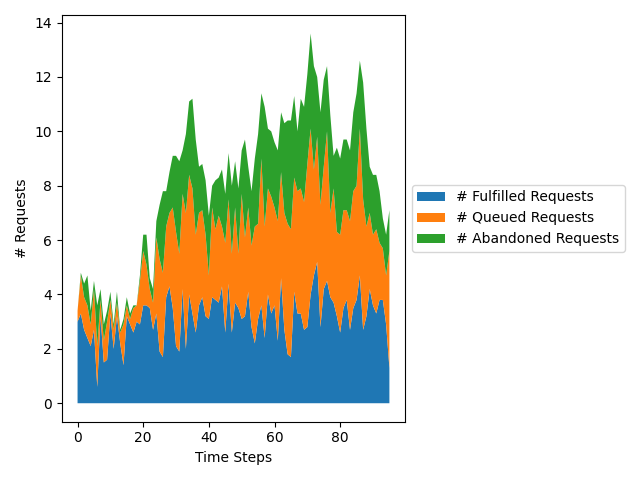 14
12
10
8
6
4
2
0
# Requests
0 20 40 60 80
Time Steps
# Fulfilled Requests
# Queued Requests
# Abandoned Requests